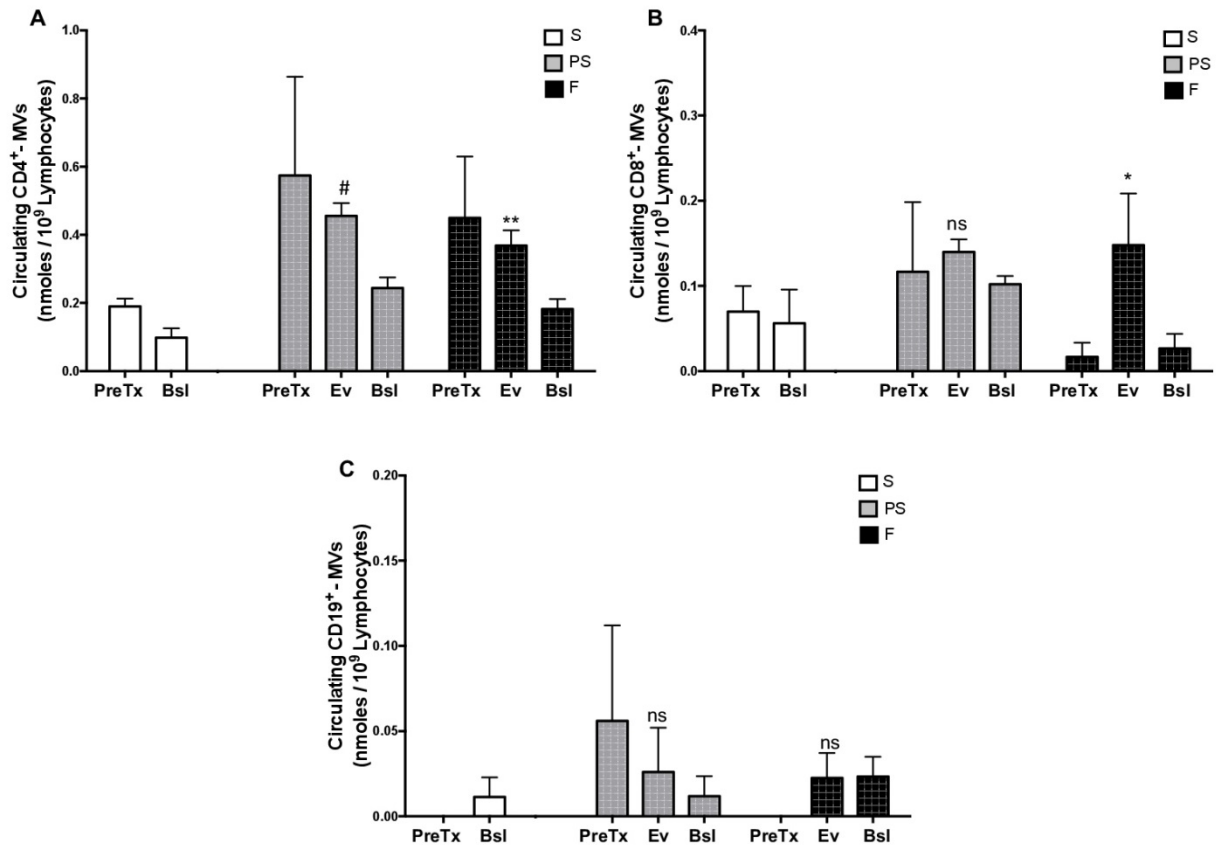 A
Circulating CD4⁺- MVs
(nmoles / 10⁹ Lymphocytes)
1.0
0.8
0.6
0.4
0.2
0.0
S
PS
F
#
**
PreTx Bsl PreTx Ev Bsl PreTx Ev Bsl
B
Circulating CD8⁺- MVs
(nmoles / 10⁹ Lymphocytes)
0.4
0.3
0.2
0.1
0.0
S
PS
F
ns
*
PreTx Bsl PreTx Ev Bsl PreTx Ev Bsl
C
Circulating CD19⁺- MVs
(nmoles / 10⁹ Lymphocytes)
0.20
0.15
0.10
0.05
0.00
S
PS
F
ns
ns
PreTx Bsl PreTx Ev Bsl PreTx Ev Bsl